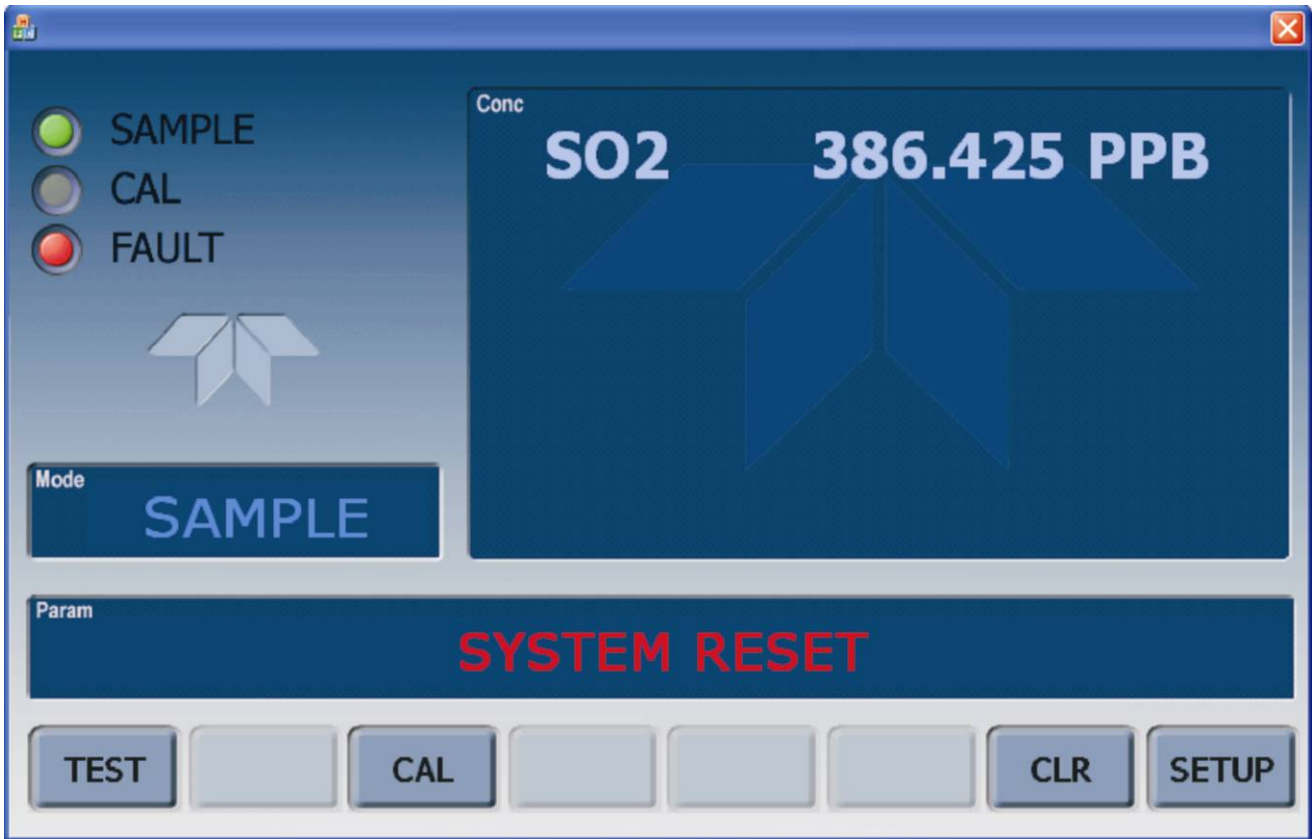 SAMPLE
CAL
FAULT
Conc
SO2 386.425 PPB
Mode
SAMPLE
Param
SYSTEM RESET
TEST CAL CLR SETUP